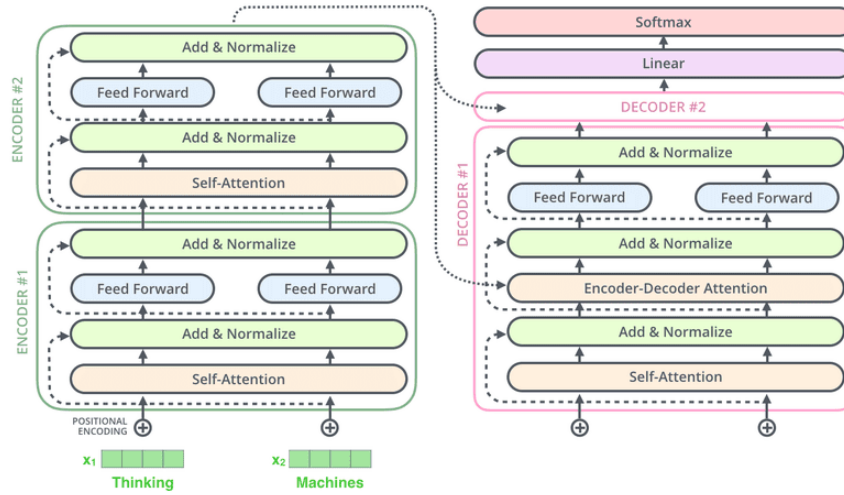 ENCODER #2
Add & Normalize
Feed Forward
Feed Forward
Add & Normalize
Self-Attention
ENCODER #1
Add & Normalize
Feed Forward
Feed Forward
Add & Normalize
Self-Attention
POSITIONAL
ENCODING
x1
x2
Thinking
Machines
Softmax
Linear
DECODER #2
DECODER #1
Add & Normalize
Feed Forward
Feed Forward
Add & Normalize
Encoder-Decoder Attention
Add & Normalize
Self-Attention